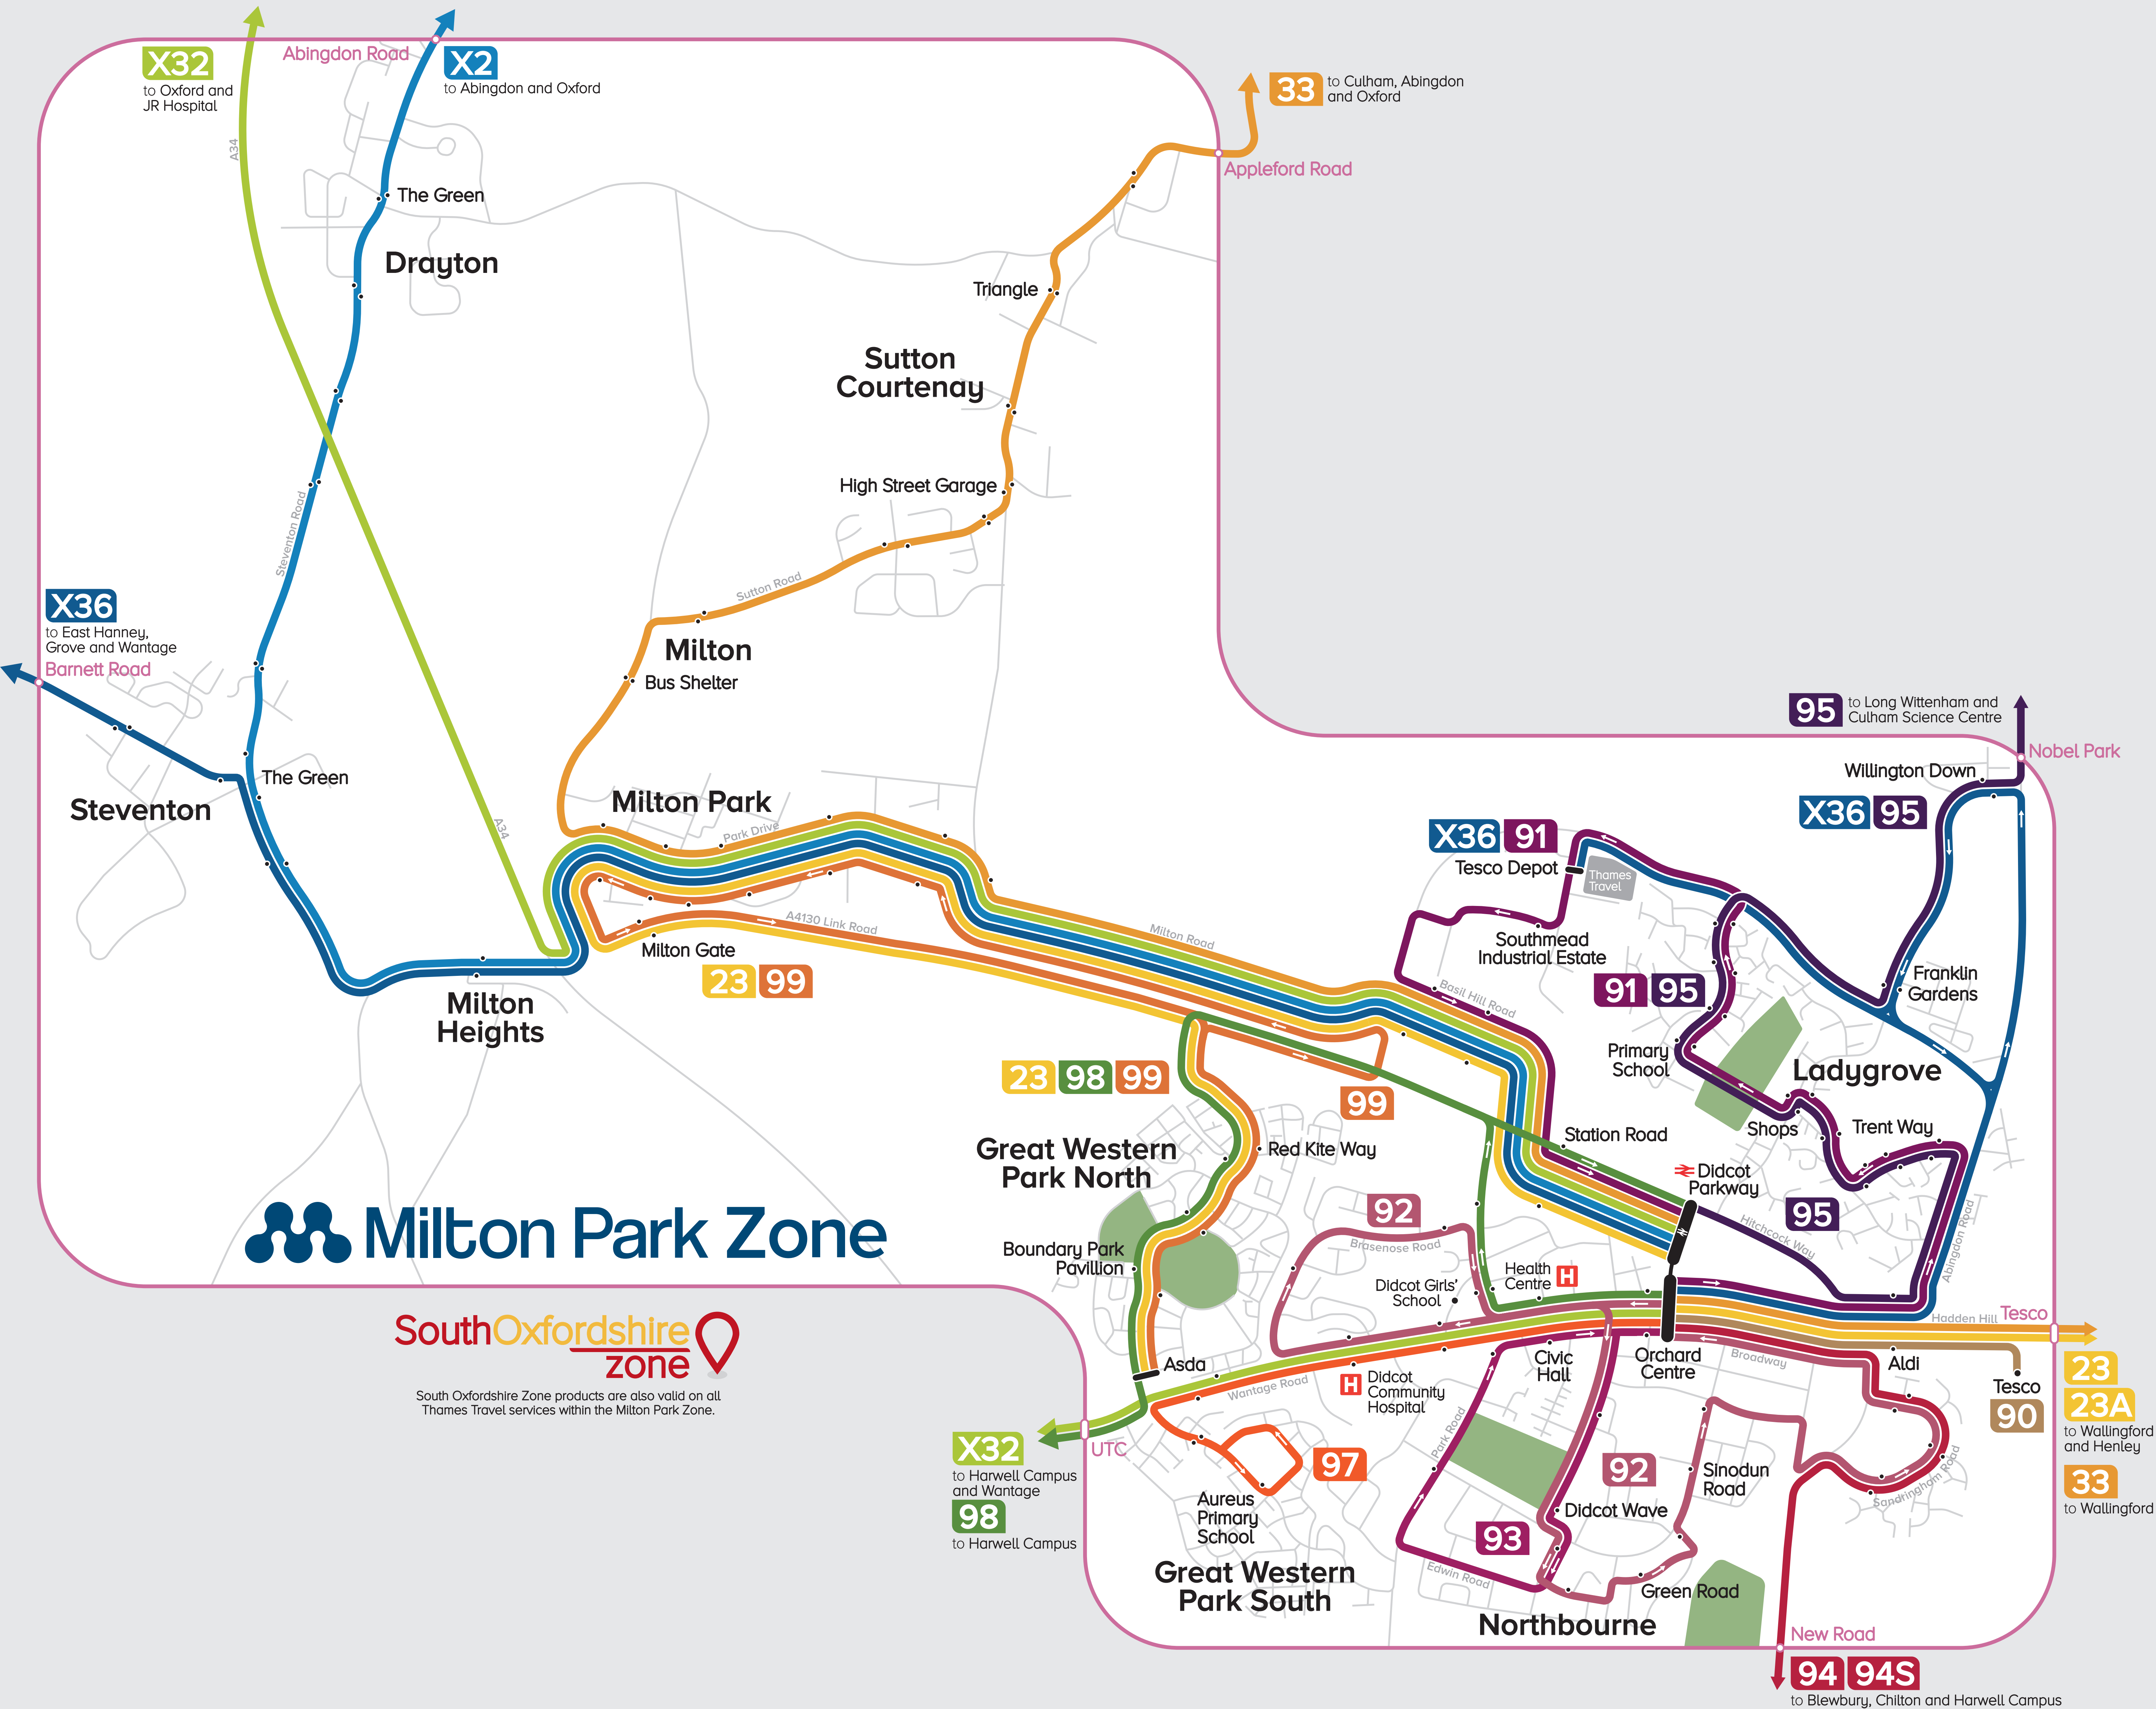 X32
to Oxford and
JR Hospital
Abingdon Road
X2
to Abingdon and Oxford
33
to Culham, Abingdon
and Oxford
Appleford Road
A34
The Green
Drayton
Triangle
Sutton
Courtenay
High Street Garage
Steventon Road
Sutton Road
X36
to East Hanney,
Grove and Wantage
Barnett Road
Milton
Bus Shelter
The Green
Steventon
Milton Park
Park Drive
A34
A4130 Link Road
Milton Gate
23 99
Milton
Heights
Milton Road
95
to Long Wittenham and
Culham Science Centre
Nobel Park
Willington Down
X36 95
X36 91
Tesco Depot
Thames
Travel
Southmead
Industrial Estate
Basil Hill Road
91 95
Franklin
Gardens
Primary
School
Ladygrove
Shops
Trent Way
23 98 99
99
Great Western
Park North
Red Kite Way
Station Road
Didcot
Parkway
92
Brasenose Road
95
Hitchcock Way
Abingdon Road
Milton Park Zone
Boundary Park
Pavillion
Didcot Girls'
School
Health
Centre
H
Hadden Hill
Tesco
SouthOxfordshire
zone
South Oxfordshire Zone products are also valid on all
Thames Travel services within the Milton Park Zone.
Asda
Wantage Road
H
Didcot
Community
Hospital
Civic
Hall
Orchard
Centre
Broadway
Aldi
Tesco
90
23
23A
to Wallingford
and Henley
33
to Wallingford
UTC
X32
to Harwell Campus
and Wantage
98
to Harwell Campus
97
Aureus
Primary
School
Park Road
92
Sinodun
Road
Sandringham Road
Didcot Wave
93
Edwin Road
Green Road
Great Western
Park South
Northbourne
New Road
94 94S
to Blewbury, Chilton and Harwell Campus